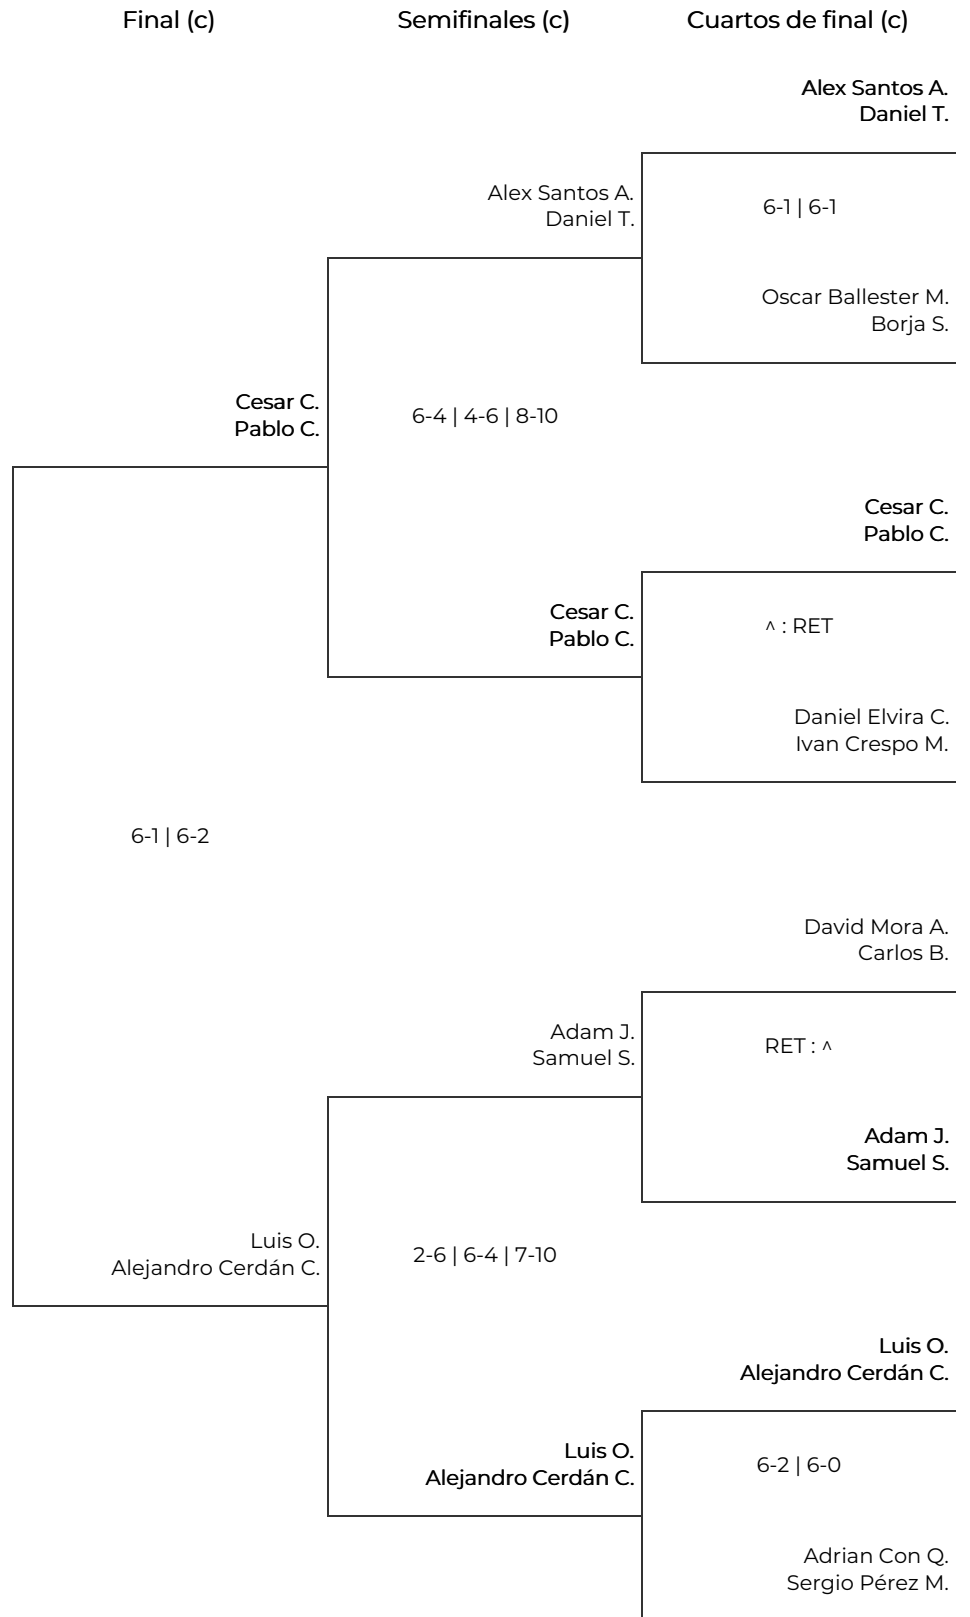 Final (c)
Semifinales (c)
Cuartos de final (c)
Alex Santos A.
Daniel T.
Alex Santos A.
Daniel T.
6-1 | 6-1
Oscar Ballester M.
Borja S.
Cesar C.
Pablo C.
6-4 | 4-6 | 8-10
Cesar C.
Pablo C.
Cesar C.
Pablo C.
^ : RET
Daniel Elvira C.
Ivan Crespo M.
6-1 | 6-2
David Mora A.
Carlos B.
Adam J.
Samuel S.
RET : ^
Adam J.
Samuel S.
Luis O.
Alejandro Cerdán C.
2-6 | 6-4 | 7-10
Luis O.
Alejandro Cerdán C.
Luis O.
Alejandro Cerdán C.
6-2 | 6-0
Adrian Con Q.
Sergio Pérez M.